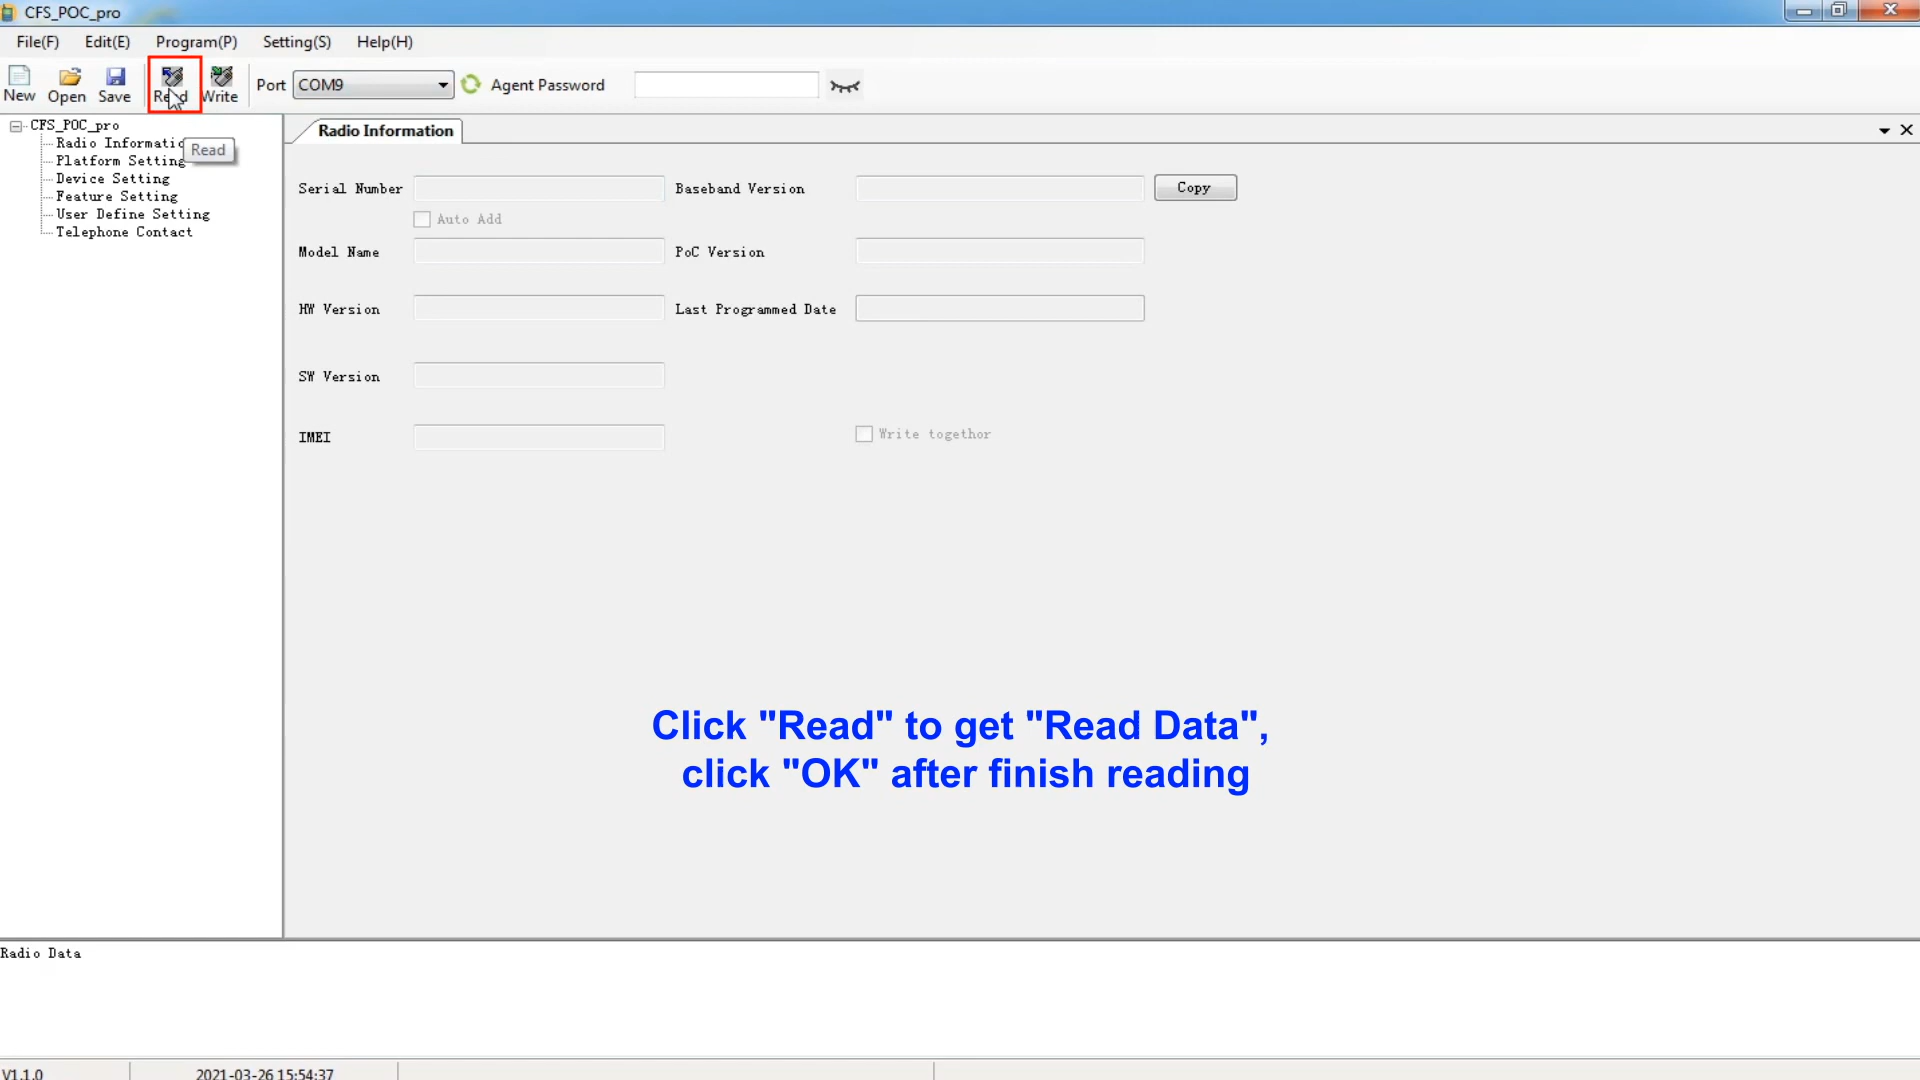 CFS_POC_pro
File(F) Edit(E) Program(P) Setting(S) Help(H)
New Open Save Read Write Port COM9 Agent Password
CFS_POC_pro
Radio Informatio
Platform Setting
Device Setting
Feature Setting
User Define Setting
Telephone Contact
Read
Radio Information
Serial Number Baseband Version Copy
Auto Add
Model Name PoC Version
HW Version Last Programmed Date
SW Version
IMEI Write togethor
Click "Read" to get "Read Data",
click "OK" after finish reading
Radio Data
V1.1.0 2021-03-26 15:54:37